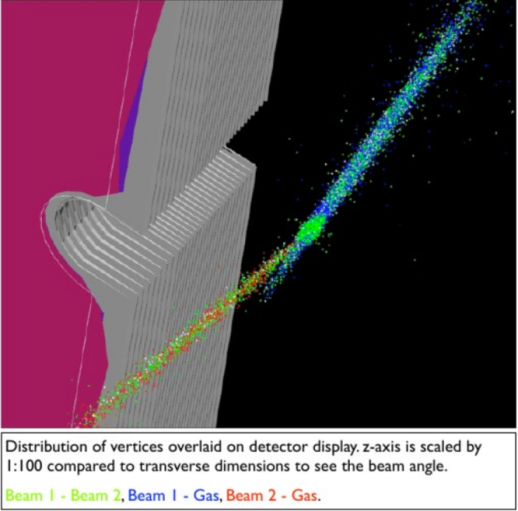 Distribution of vertices overlaid on detector display. z-axis is scaled by
1:100 compared to transverse dimensions to see the beam angle.
Beam 1 - Beam 2, Beam 1 - Gas, Beam 2 - Gas.